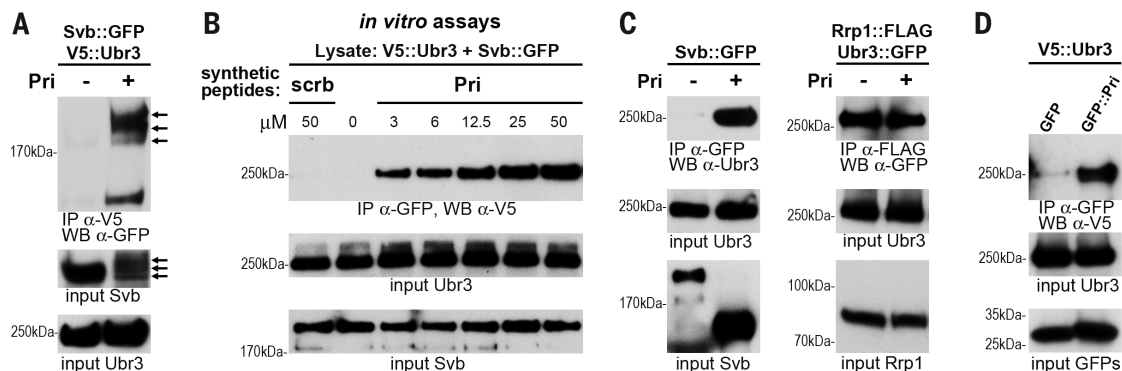 A
Svb::GFP
V5::Ubr3
Pri - +
170kDa-
IP α-V5
WB α-GFP
input Svb
250kDa-
input Ubr3
B
in vitro assays
Lysate: V5::Ubr3 + Svb::GFP
synthetic
peptides:
scrb
Pri
μM 50 0 3 6 12.5 25 50
250kDa-
IP α-GFP, WB α-V5
250kDa-
input Ubr3
170kDa-
input Svb
C
Svb::GFP
Pri - +
250kDa-
IP α-GFP
WB α-Ubr3
250kDa-
input Ubr3
170kDa-
input Svb
Rrp1::FLAG
Ubr3::GFP
- +
250kDa-
IP α-FLAG
WB α-GFP
250kDa-
input Ubr3
100kDa-
70kDa-
input Rrp1
D
V5::Ubr3
GFP
GFP::Pri
250kDa-
IP α-GFP
WB α-V5
250kDa-
input Ubr3
35kDa-
25kDa-
input GFPs